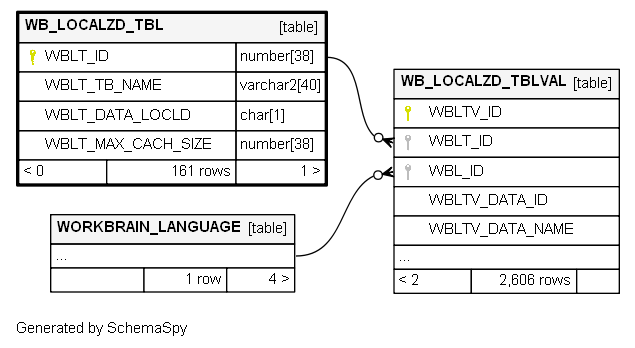 WB_LOCALZD_TBL [table]
WBLT_ID number[38]
WBLT_TB_NAME varchar2[40]
WBLT_DATA_LOCLD char[1]
WBLT_MAX_CACH_SIZE number[38]
< 0 161 rows 1 >
WB_LOCALZD_TBLVAL [table]
WBLTV_ID
WBLT_ID
WBL_ID
WBLTV_DATA_ID
WBLTV_DATA_NAME
...
< 2 2,606 rows
WORKBRAIN_LANGUAGE [table]
...
1 row 4 >
Generated by SchemaSpy